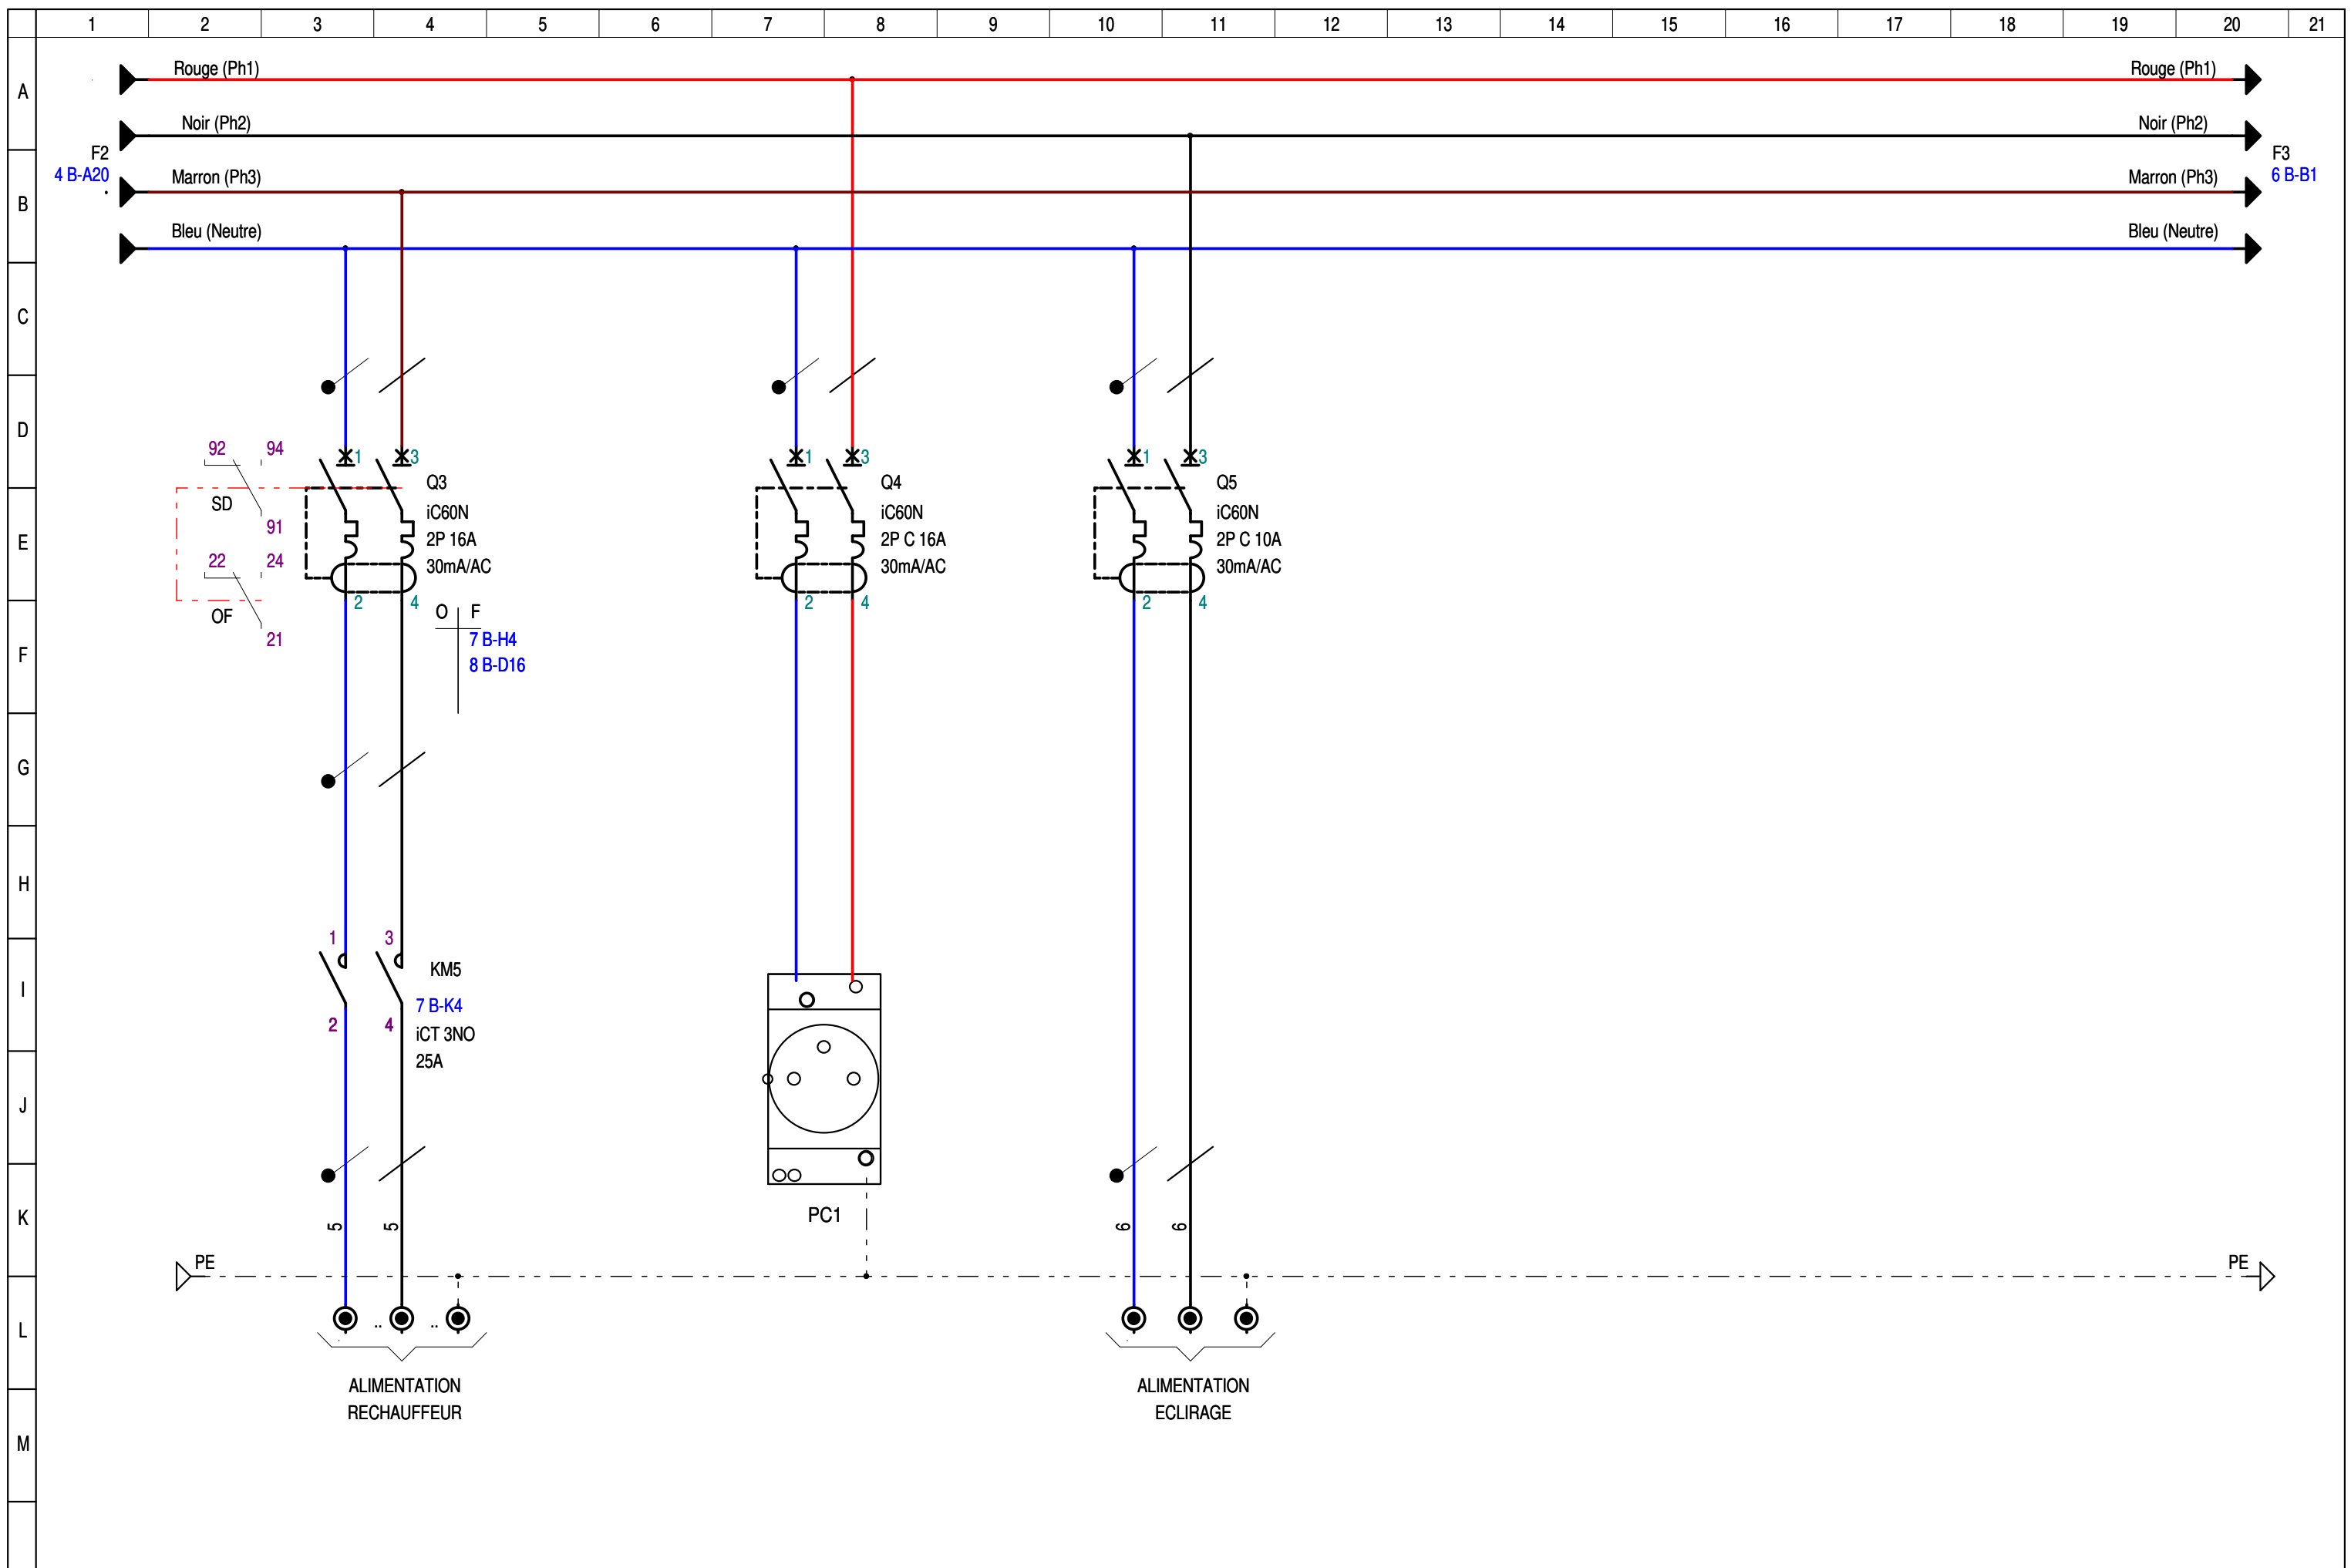 1 2 3 4 5 6 7 8 9 10 11 12 13 14 15 16 17 18 19 20 21
A
Rouge (Ph1)
Rouge (Ph1)
Noir (Ph2)
Noir (Ph2)
F2
4 B-A20
F3
6 B-B1
B
Marron (Ph3)
Marron (Ph3)
Bleu (Neutre)
Bleu (Neutre)
C
D
92 94
SD
91
22 24
OF
21
1 3
Q3
iC60N
2P 16A
30mA/AC
2 4
O F
7 B-H4
8 B-D16
1 3
Q4
iC60N
2P C 16A
30mA/AC
2 4
1 3
Q5
iC60N
2P C 10A
30mA/AC
2 4
E
F
G
H
I
1 3
KM5
7 B-K4
2 4
iCT 3NO
25A
J
K
PC1
5 5
6 6
PE
PE
L
ALIMENTATION
RECHAUFFEUR
ALIMENTATION
ECLIRAGE
M